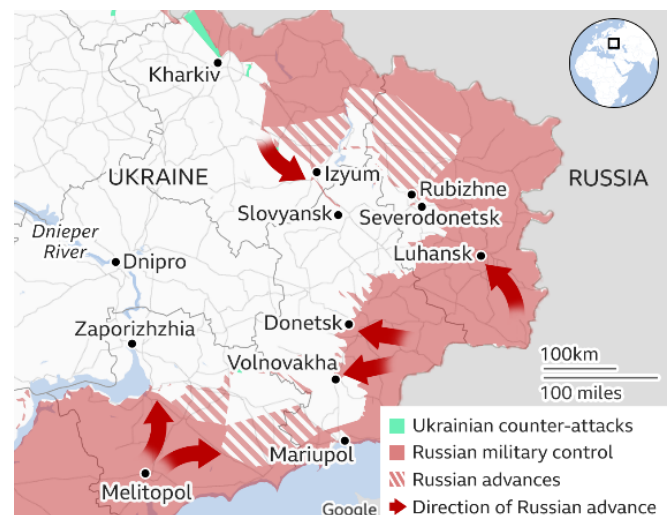 Kharkiv
UKRAINE
Izyum
Rubizhne
RUSSIA
Slovyansk
Severodonetsk
Dnieper
River
Dnipro
Luhansk
Zaporizhzhia
Donetsk
Volnovakha
100km
100 miles
Mariupol
Melitopol
Google
Ukrainian counter-attacks
Russian military control
Russian advances
Direction of Russian advance